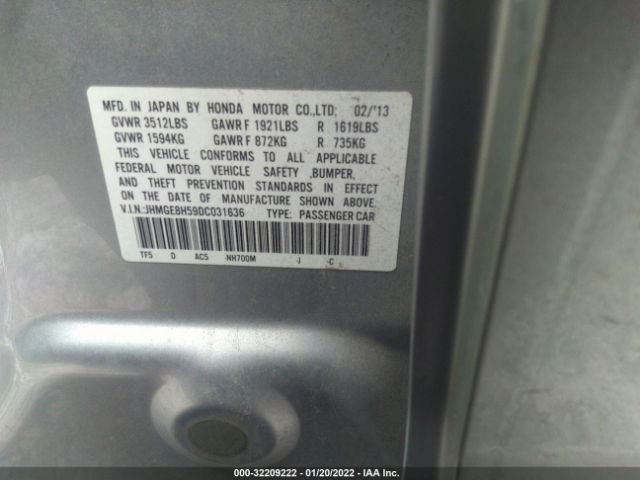 MFD. IN JAPAN BY HONDA MOTOR CO.,LTD: 02/'13
GVWR 3512LBS GAWR F 1921LBS R 1619LBS
GVWR 1594KG GAWR F 872KG R 735KG
THIS VEHICLE CONFORMS TO ALL APPLICABLE
FEDERAL MOTOR VEHICLE SAFETY ,BUMPER,
AND THEFT PREVENTION STANDARDS IN EFFECT
ON THE DATE OF MANUFACTURE SHOWN ABOVE.
V.I.N.:JHMGE8H59DC031636 TYPE: PASSENGER CAR
TF5 D AC5 -NH700M -J -C
000-32209222 - 01/20/2022 - IAA Inc.